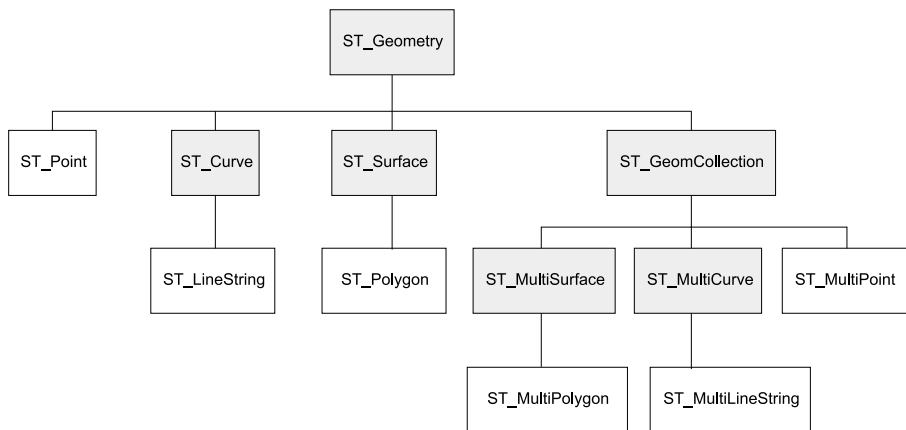 ST_Geometry
ST_Point
ST_Curve
ST_Surface
ST_GeomCollection
ST_LineString
ST_Polygon
ST_MultiSurface
ST_MultiCurve
ST_MultiPoint
ST_MultiPolygon
ST_MultiLineString